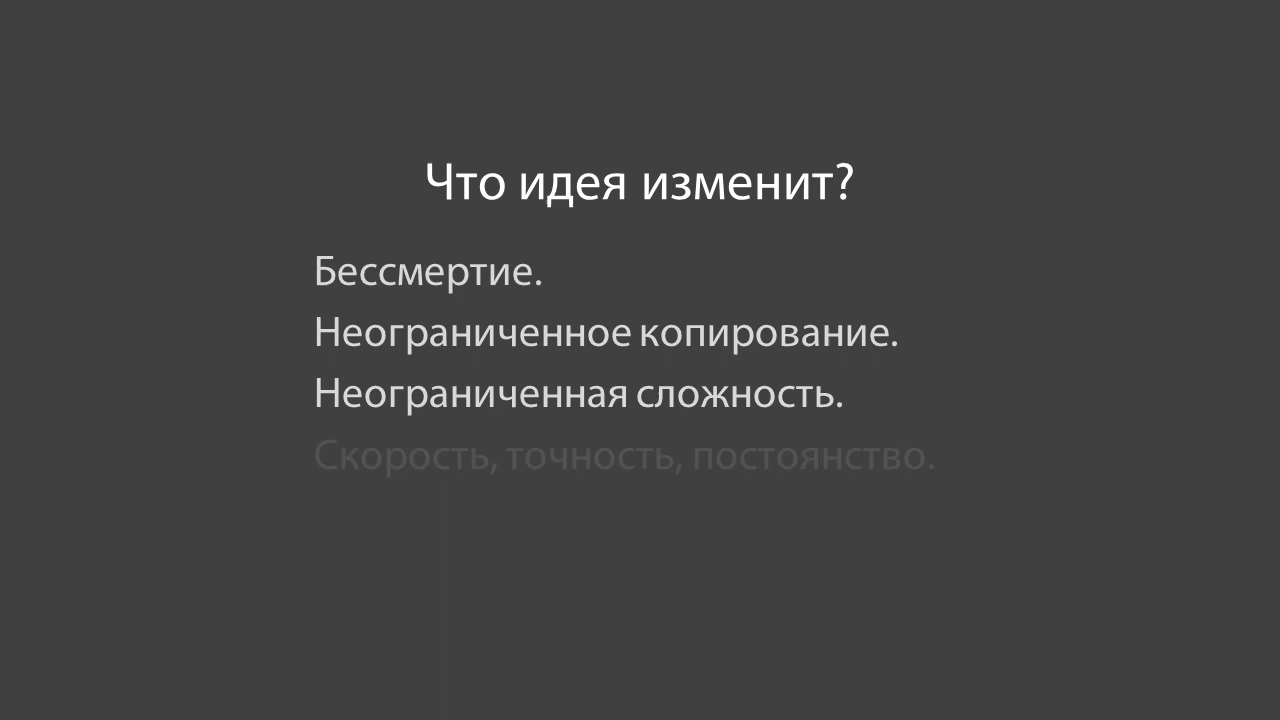 Что идея изменит?
Бессмертие.
Неограниченное копирование.
Неограниченная сложность.
Скорость, точность, постоянство.